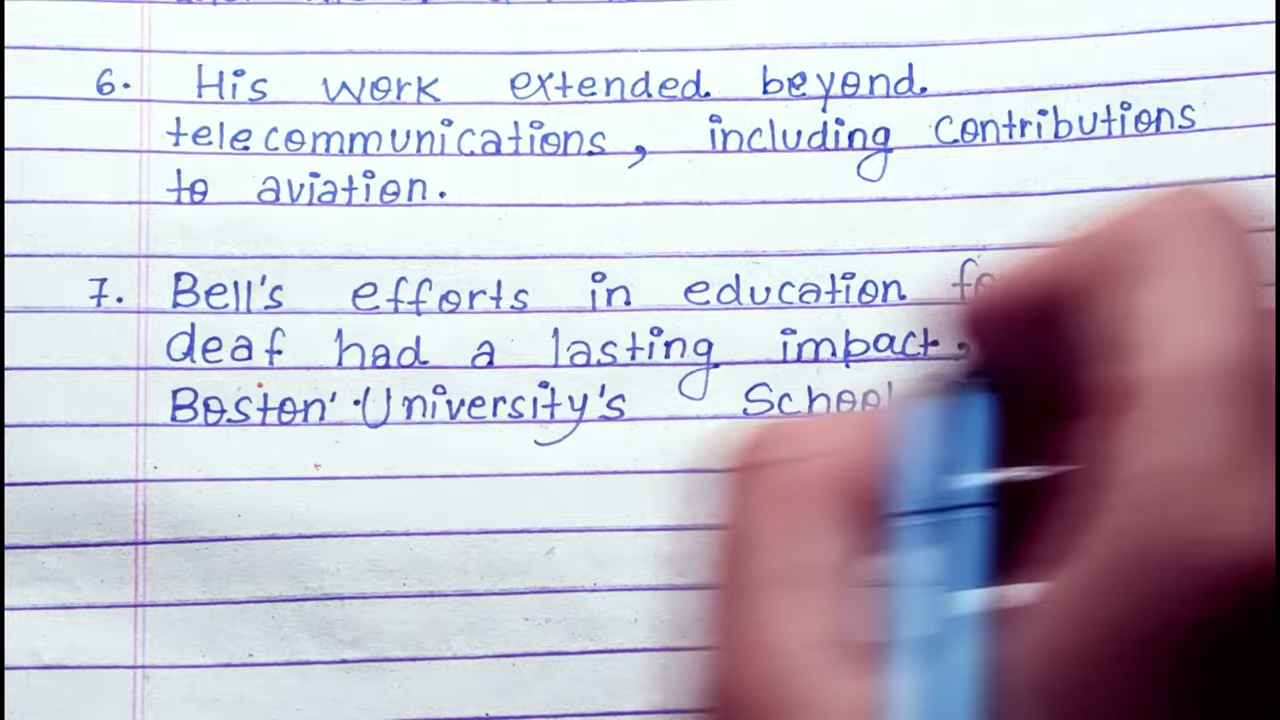 6. His work extended beyond
telecommunications, including contributions
to aviation.
7. Bell's efforts in education
deaf had a lasting impact,
Boston University's School